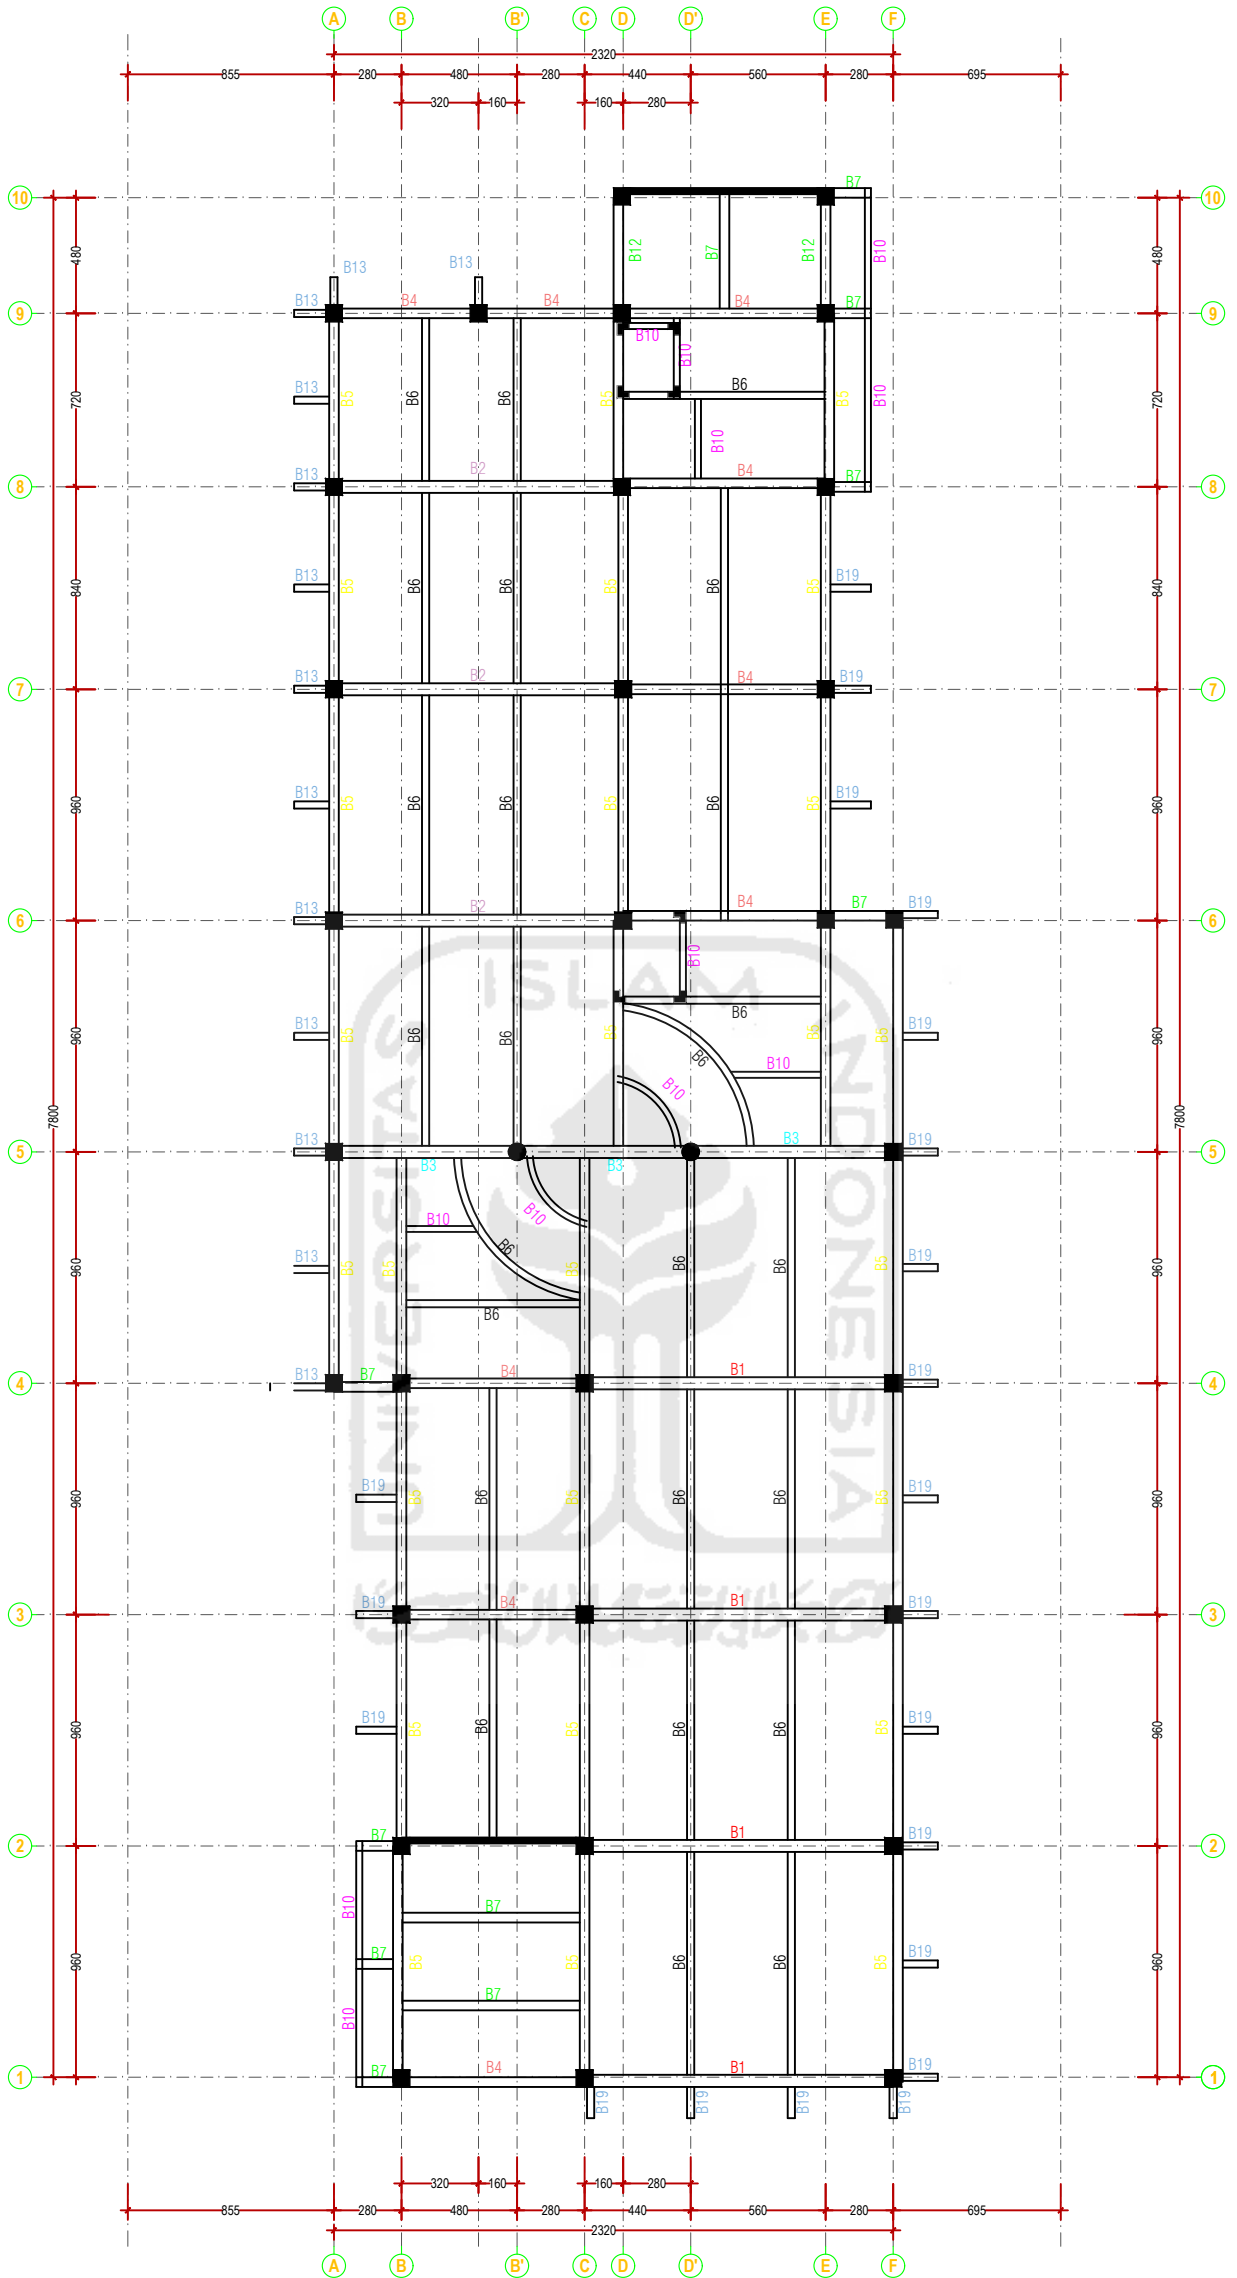 A B B' C D D' E F
2320
855 280 480 280 440 560 280 695
320 160 160 280
B7
10 10
480 B12 B7 B12 B10 480
B13 B13
B13 B4 B4 B4 B7
9 9
B10
B10
720 B13 B5 B6 B6 B5 B6 B5 B10 720
B10
B13 B2 B4 B7
8 8
840 B13 B5 B6 B6 B5 B6 B5 B19 840
B13 B2 B4 B19
7 7
960 B13 B5 B6 B6 B5 B6 B5 B19 960
B13 B2 B4 B7 B19
6 6
B10
ISLAM
UNIVERSITAS INDONESIA
B6
960 B13 B5 B6 B6 B5 B6 B5 B5 B19 960
B10
B10
7800 7800
B13 B3 B19
5 5
B3 B3
B10 B10
960 B13 B5 B5 B6 B5 B6 B6 B5 B19 960
B6
B13 B7 B4 B1 B19
4 4
960 B19 B5 B6 B5 B6 B6 B5 B19 960
B19 B4 B1 B19
3 3
960 B19 B5 B6 B5 B6 B6 B5 B19 960
B7 B1 B19
2 2
B10 B7
960 B7 B5 B5 B6 B6 B5 B19 960
B10 B7
B7 B4 B1 B19
1 1
B19 B19 B19 B19
320 160 160 280
855 280 480 280 440 560 280 695
2320
A B B' C D D' E F